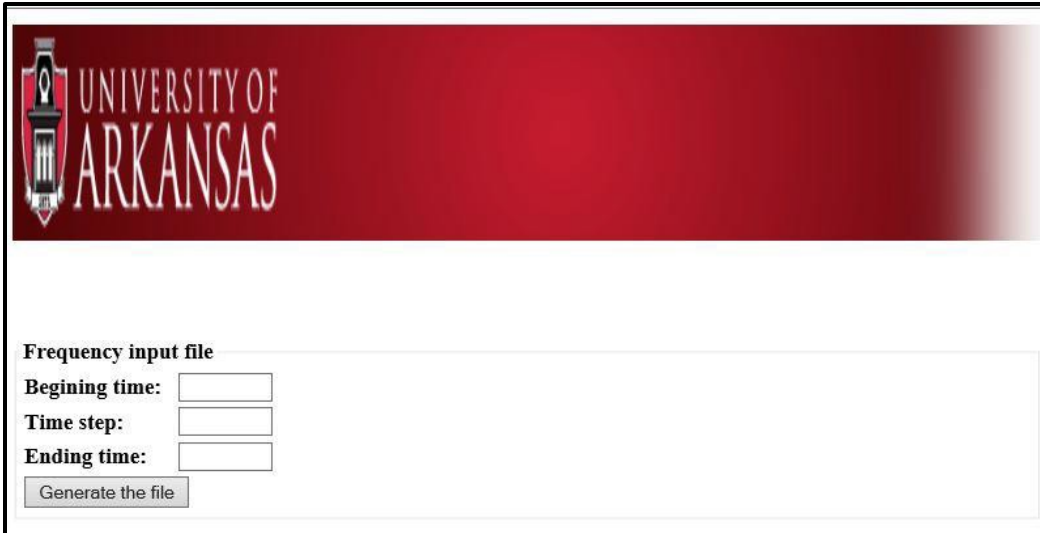 UNIVERSITY OF
ARKANSAS
Frequency input file
Begining time:
Time step:
Ending time:
Generate the file